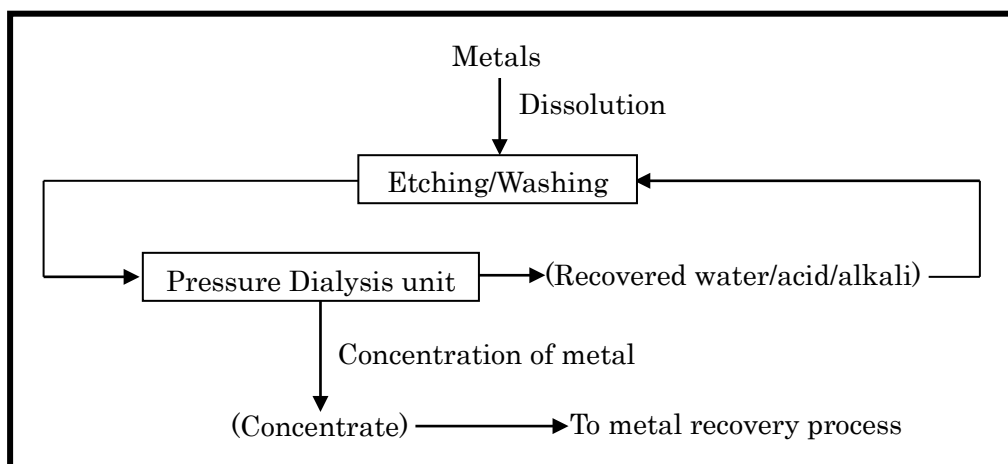 Metals
Dissolution
Etching/Washing
Pressure Dialysis unit
(Recovered water/acid/alkali)
Concentration of metal
(Concentrate)
To metal recovery process